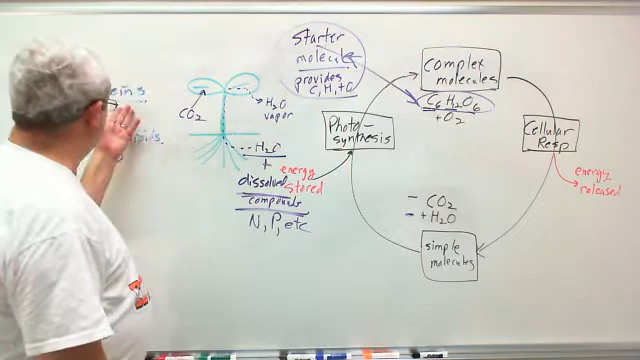 CO₂
H₂O
vapor
H₂O
+
dissolved
compounds
N, P, etc
starter
molecule
provides
C, H, + O
energy
stored
Photo-
synthesis
Complex
molecules
C₆H₂O₆
+ O₂
Cellular
Resp
energy
released
- CO₂
- + H₂O
simple
molecules